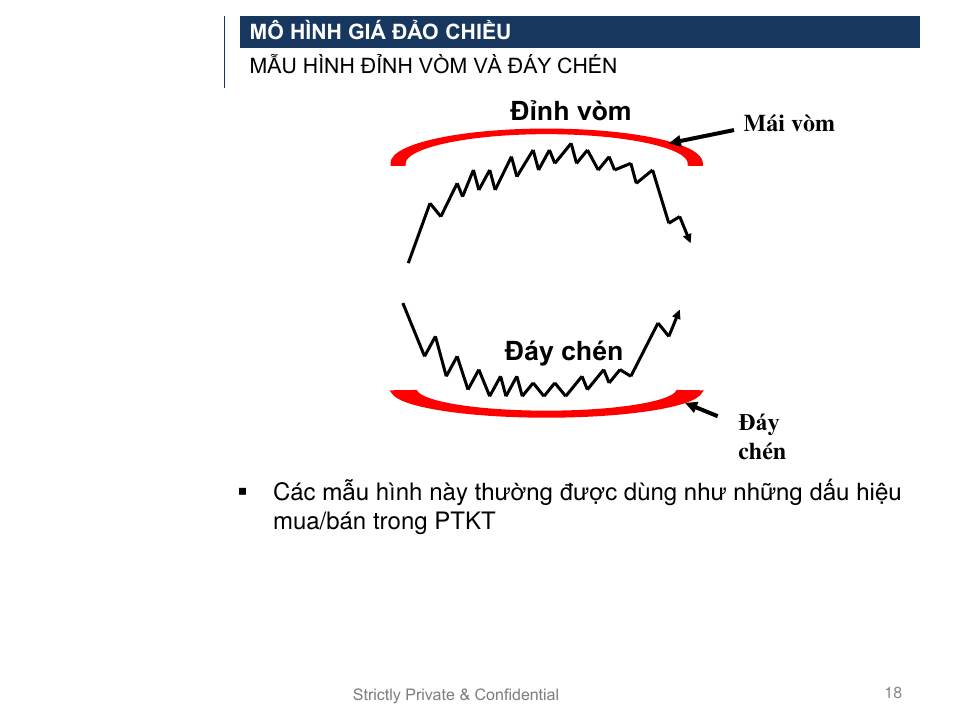 MÔ HÌNH GIÁ ĐẢO CHIỀU
MẪU HÌNH ĐỈNH VÒM VÀ ĐÁY CHÉN
Đỉnh vòm
Mái vòm
Đáy chén
Đáy
chén
▪ Các mẫu hình này thường được dùng như những dấu hiệu
mua/bán trong PTKT
Strictly Private & Confidential
18